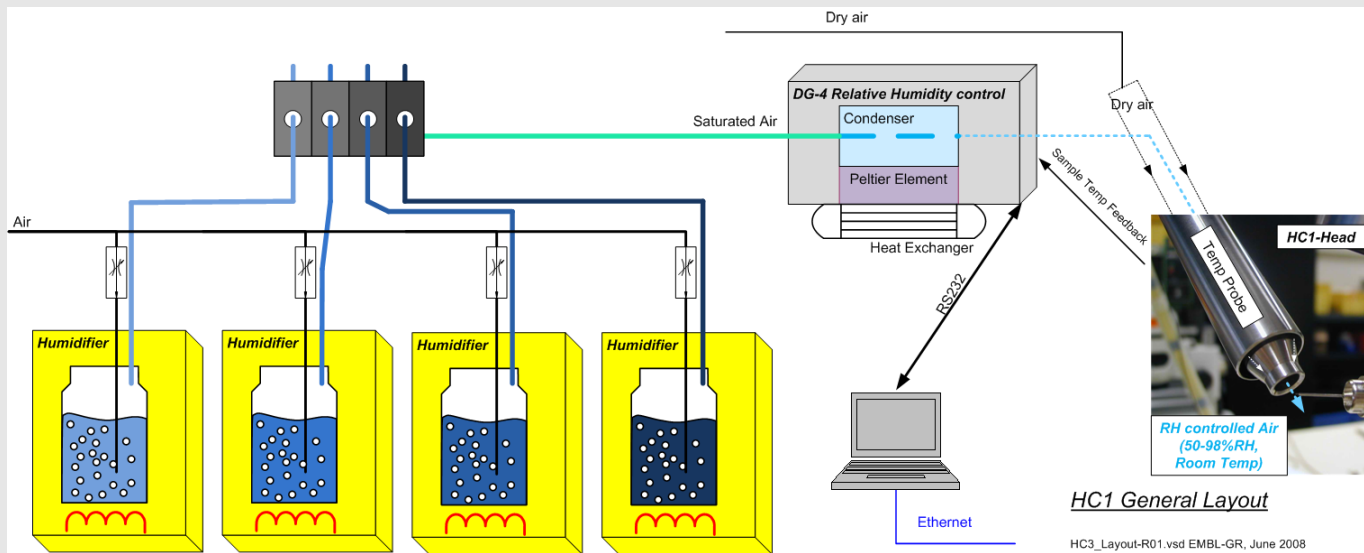 Dry air
DG-4 Relative Humidity control
Condenser
Saturated Air
Peltier Element
Heat Exchanger
Dry air
Sample Temp Feedback
HC1-Head
Temp Probe
RH controlled Air
(50-98%RH,
Room Temp)
Air
Humidifier
Humidifier
Humidifier
Humidifier
RS232
Ethernet
HC1 General Layout
HC3_Layout-R01.vsd EMBL-GR, June 2008